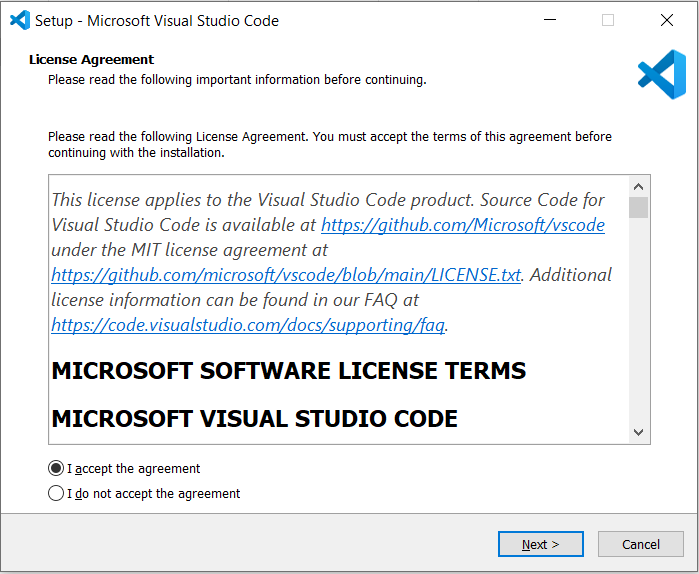 Setup - Microsoft Visual Studio Code
License Agreement
Please read the following important information before continuing.
Please read the following License Agreement. You must accept the terms of this agreement before
continuing with the installation.
This license applies to the Visual Studio Code product. Source Code for
Visual Studio Code is available at https://github.com/Microsoft/vscode
under the MIT license agreement at
https://github.com/microsoft/vscode/blob/main/LICENSE.txt. Additional
license information can be found in our FAQ at
https://code.visualstudio.com/docs/supporting/faq.
MICROSOFT SOFTWARE LICENSE TERMS
MICROSOFT VISUAL STUDIO CODE
I accept the agreement
I do not accept the agreement
Next >
Cancel